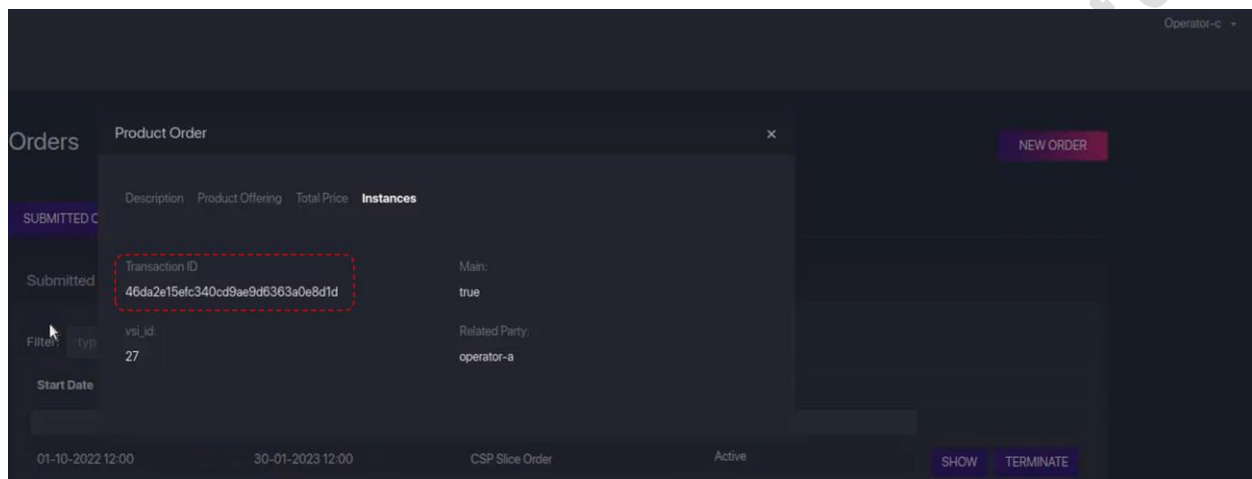 Operator-c
Orders
Product Order
×
NEW ORDER
Description Product Offering Total Price Instances
SUBMITTED O
Transaction ID
46da2e15efc340cd9ae9d6363a0e8d1d
Main:
true
Submitted
vsi_id:
27
Related Party:
operator-a
Filter: typ
Start Date
01-10-2022 12:00 30-01-2023 12:00 CSP Slice Order Active SHOW TERMINATE